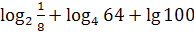 log₂ 1/8 + log₄ 64 + lg 100